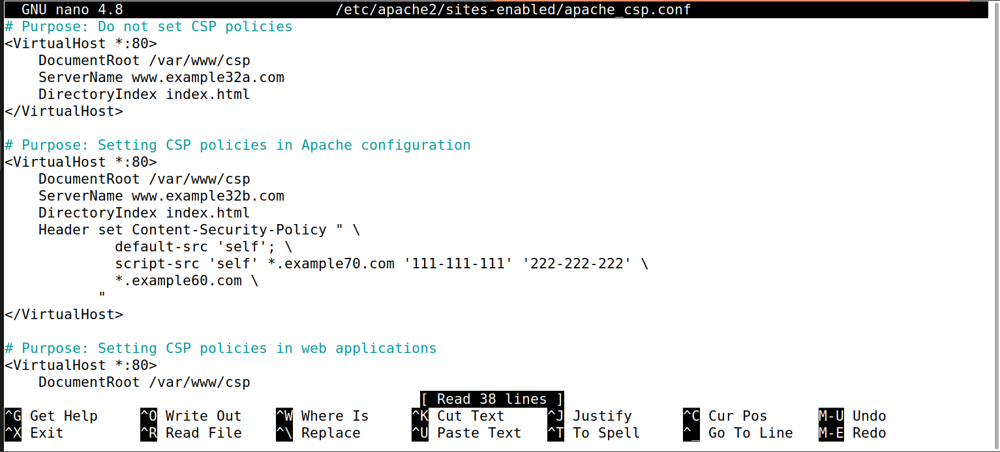 GNU nano 4.8 /etc/apache2/sites-enabled/apache_csp.conf
# Purpose: Do not set CSP policies
<VirtualHost *:80>
    DocumentRoot /var/www/csp
    ServerName www.example32a.com
    DirectoryIndex index.html
</VirtualHost>

# Purpose: Setting CSP policies in Apache configuration
<VirtualHost *:80>
    DocumentRoot /var/www/csp
    ServerName www.example32b.com
    DirectoryIndex index.html
    Header set Content-Security-Policy " \
             default-src 'self'; \
             script-src 'self' *.example70.com '111-111-111' '222-222-222' \
             *.example60.com \
           "
</VirtualHost>

# Purpose: Setting CSP policies in web applications
<VirtualHost *:80>
    DocumentRoot /var/www/csp
[ Read 38 lines ]
^G Get Help ^O Write Out ^W Where Is ^K Cut Text ^J Justify ^C Cur Pos M-U Undo
^X Exit ^R Read File ^\ Replace ^U Paste Text ^T To Spell ^_ Go To Line M-E Redo